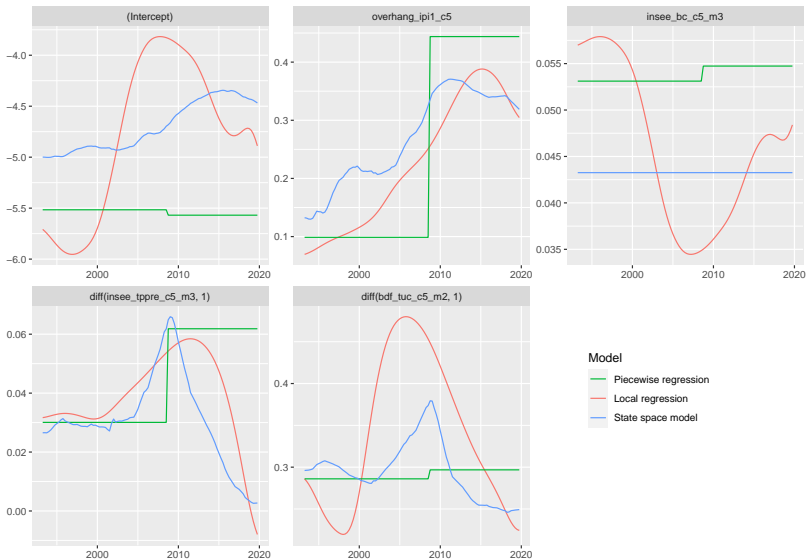 (Intercept)
overhang_ipi1_c5
insee_bc_c5_m3
−4.0
−4.5
−5.0
−5.5
−6.0
0.4
0.3
0.2
0.1
0.055
0.050
0.045
0.040
0.035
2000 2010 2020
2000 2010 2020
2000 2010 2020
diff(insee_tppre_c5_m3, 1)
diff(bdf_tuc_c5_m2, 1)
0.06
0.04
0.02
0.00
0.4
0.3
2000 2010 2020
2000 2010 2020
Model
Piecewise regression
Local regression
State space model